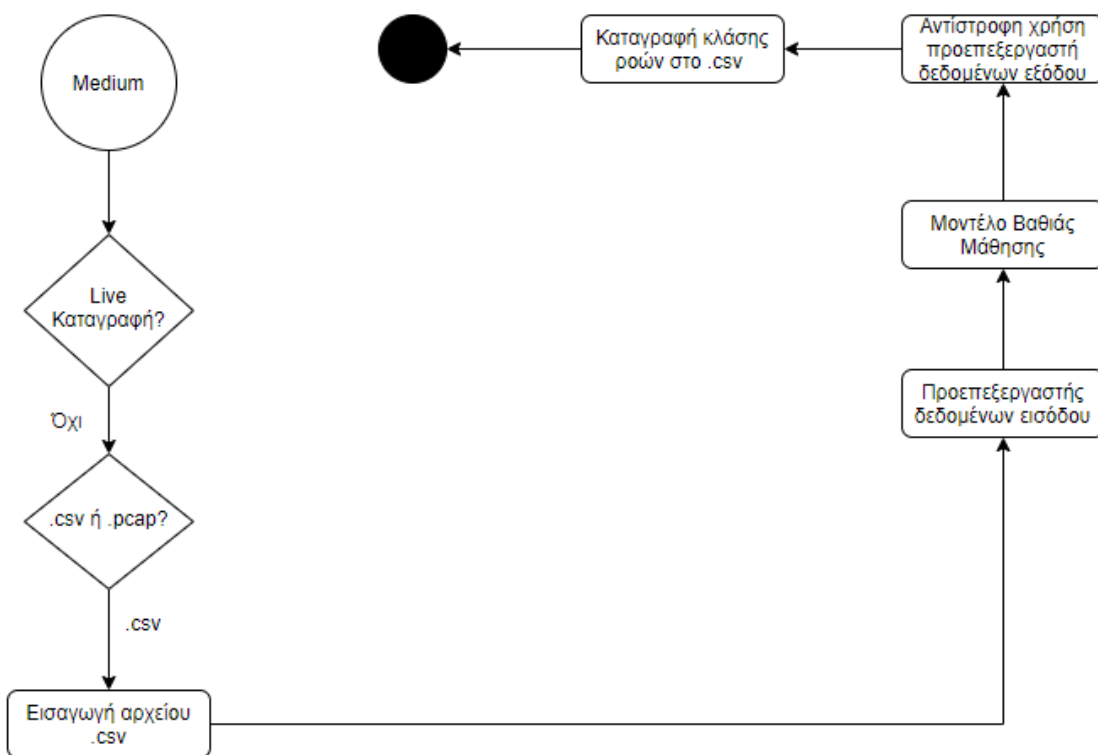 Medium
Live
Καταγραφή?
Όχι
.csv ή .pcap?
.csv
Εισαγωγή αρχείου
.csv
Προεπεξεργαστής
δεδομένων εισόδου
Μοντέλο Βαθιάς
Μάθησης
Αντίστροφη χρήση
προεπεξεργαστή
δεδομένων εξόδου
Καταγραφή κλάσης
ροών στο .csv